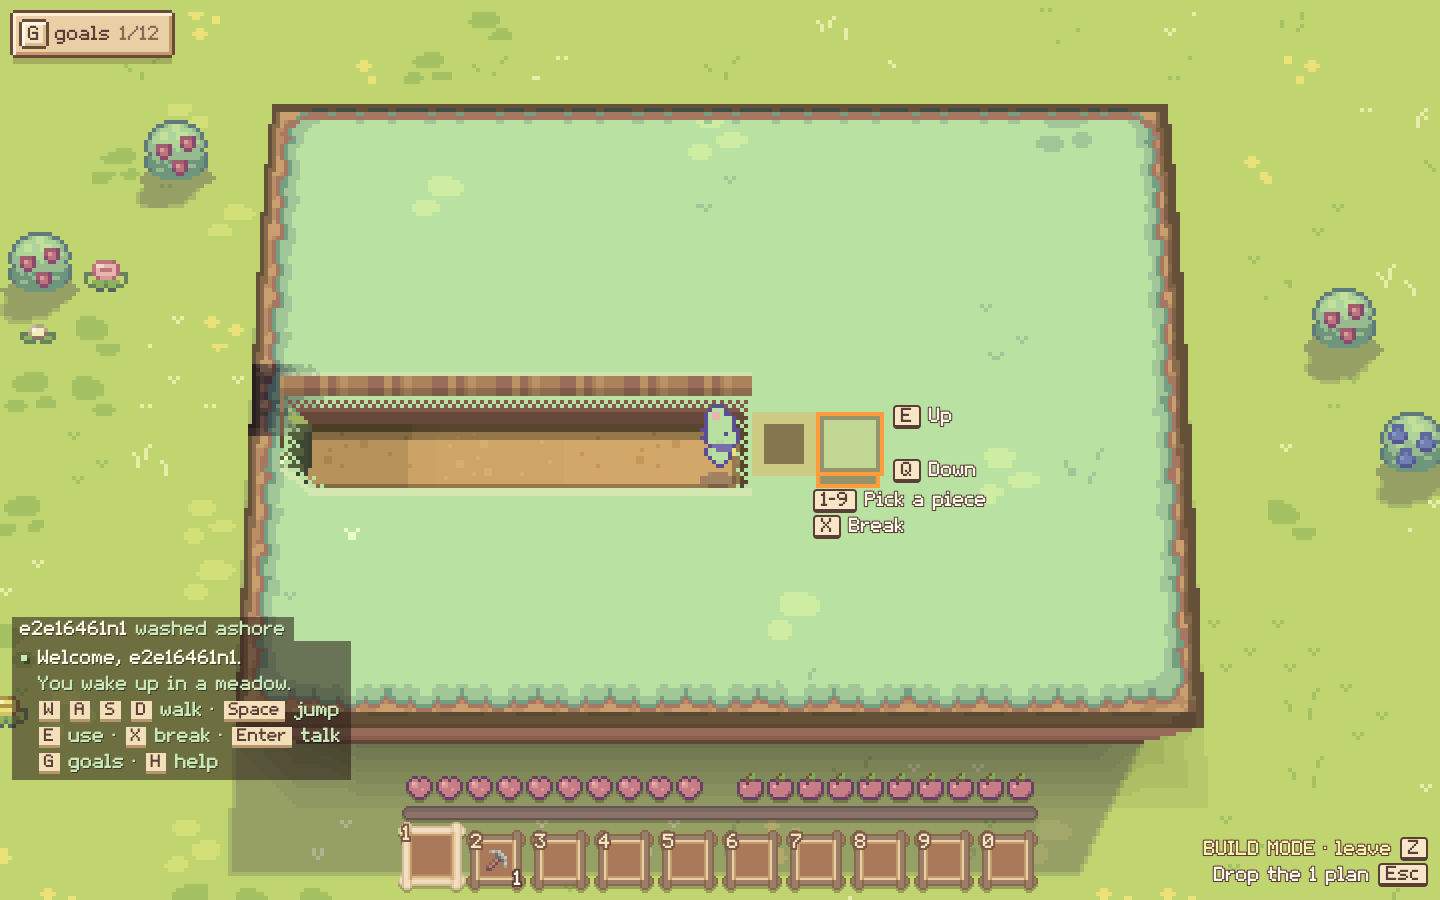 G goals 1/12
E Up
Q Down
1-9 Pick a piece
X Break
e2e16461n1 washed ashore
Welcome, e2e16461n1.
You wake up in a meadow.
W A S D walk · Space jump
E use · X break · Enter talk
G goals · H help
1 2 3 4 5 6 7 8 9 0
1
BUILD MODE · leave Z
Drop the 1 plan Esc